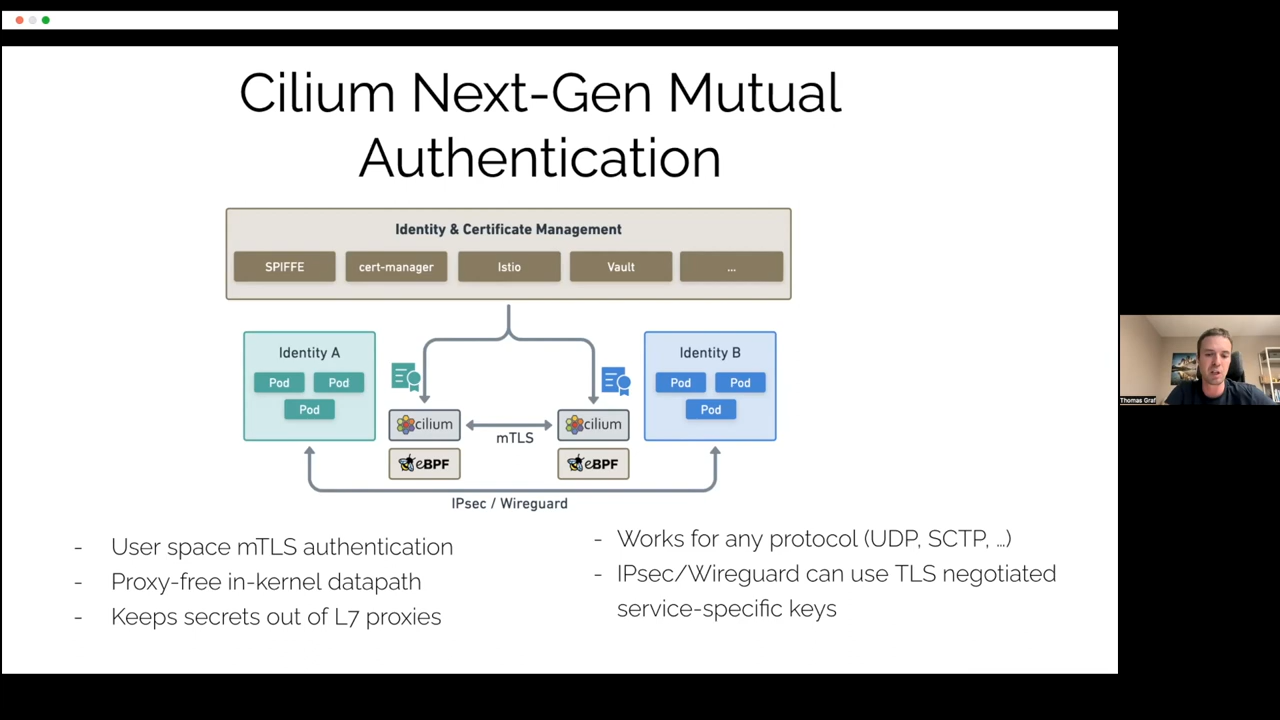 Cilium Next-Gen Mutual
Authentication
Identity & Certificate Management
SPIFFE
cert-manager
Istio
Vault
...
Identity A
Pod
Pod
Pod
cilium
eBPF
mTLS
cilium
eBPF
Identity B
Pod
Pod
Pod
IPsec / Wireguard
- User space mTLS authentication
- Proxy-free in-kernel datapath
- Keeps secrets out of L7 proxies
- Works for any protocol (UDP, SCTP, …)
- IPsec/Wireguard can use TLS negotiated
service-specific keys
Thomas Graf